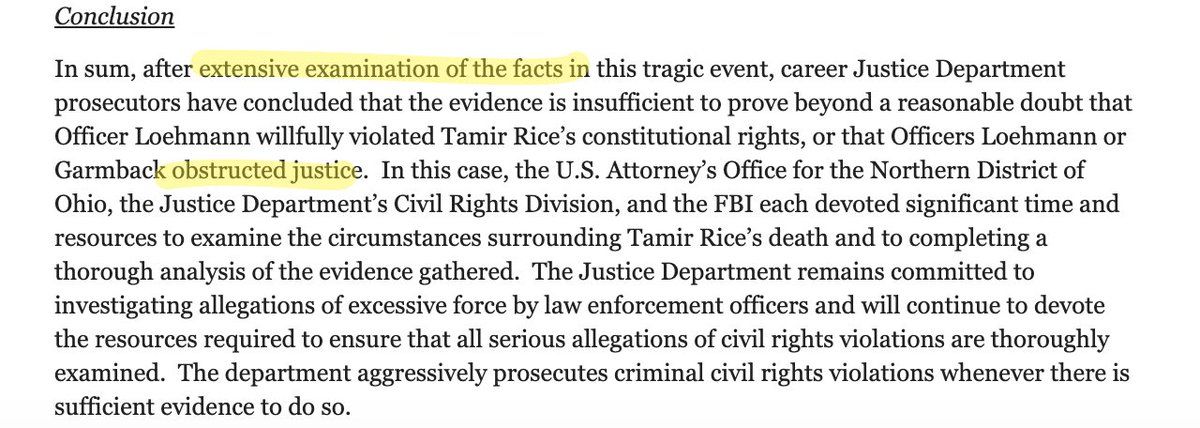 Conclusion
In sum, after extensive examination of the facts in this tragic event, career Justice Department
prosecutors have concluded that the evidence is insufficient to prove beyond a reasonable doubt that
Officer Loehmann willfully violated Tamir Rice’s constitutional rights, or that Officers Loehmann or
Garmback obstructed justice.  In this case, the U.S. Attorney’s Office for the Northern District of
Ohio, the Justice Department’s Civil Rights Division, and the FBI each devoted significant time and
resources to examine the circumstances surrounding Tamir Rice’s death and to completing a
thorough analysis of the evidence gathered.  The Justice Department remains committed to
investigating allegations of excessive force by law enforcement officers and will continue to devote
the resources required to ensure that all serious allegations of civil rights violations are thoroughly
examined.  The department aggressively prosecutes criminal civil rights violations whenever there is
sufficient evidence to do so.